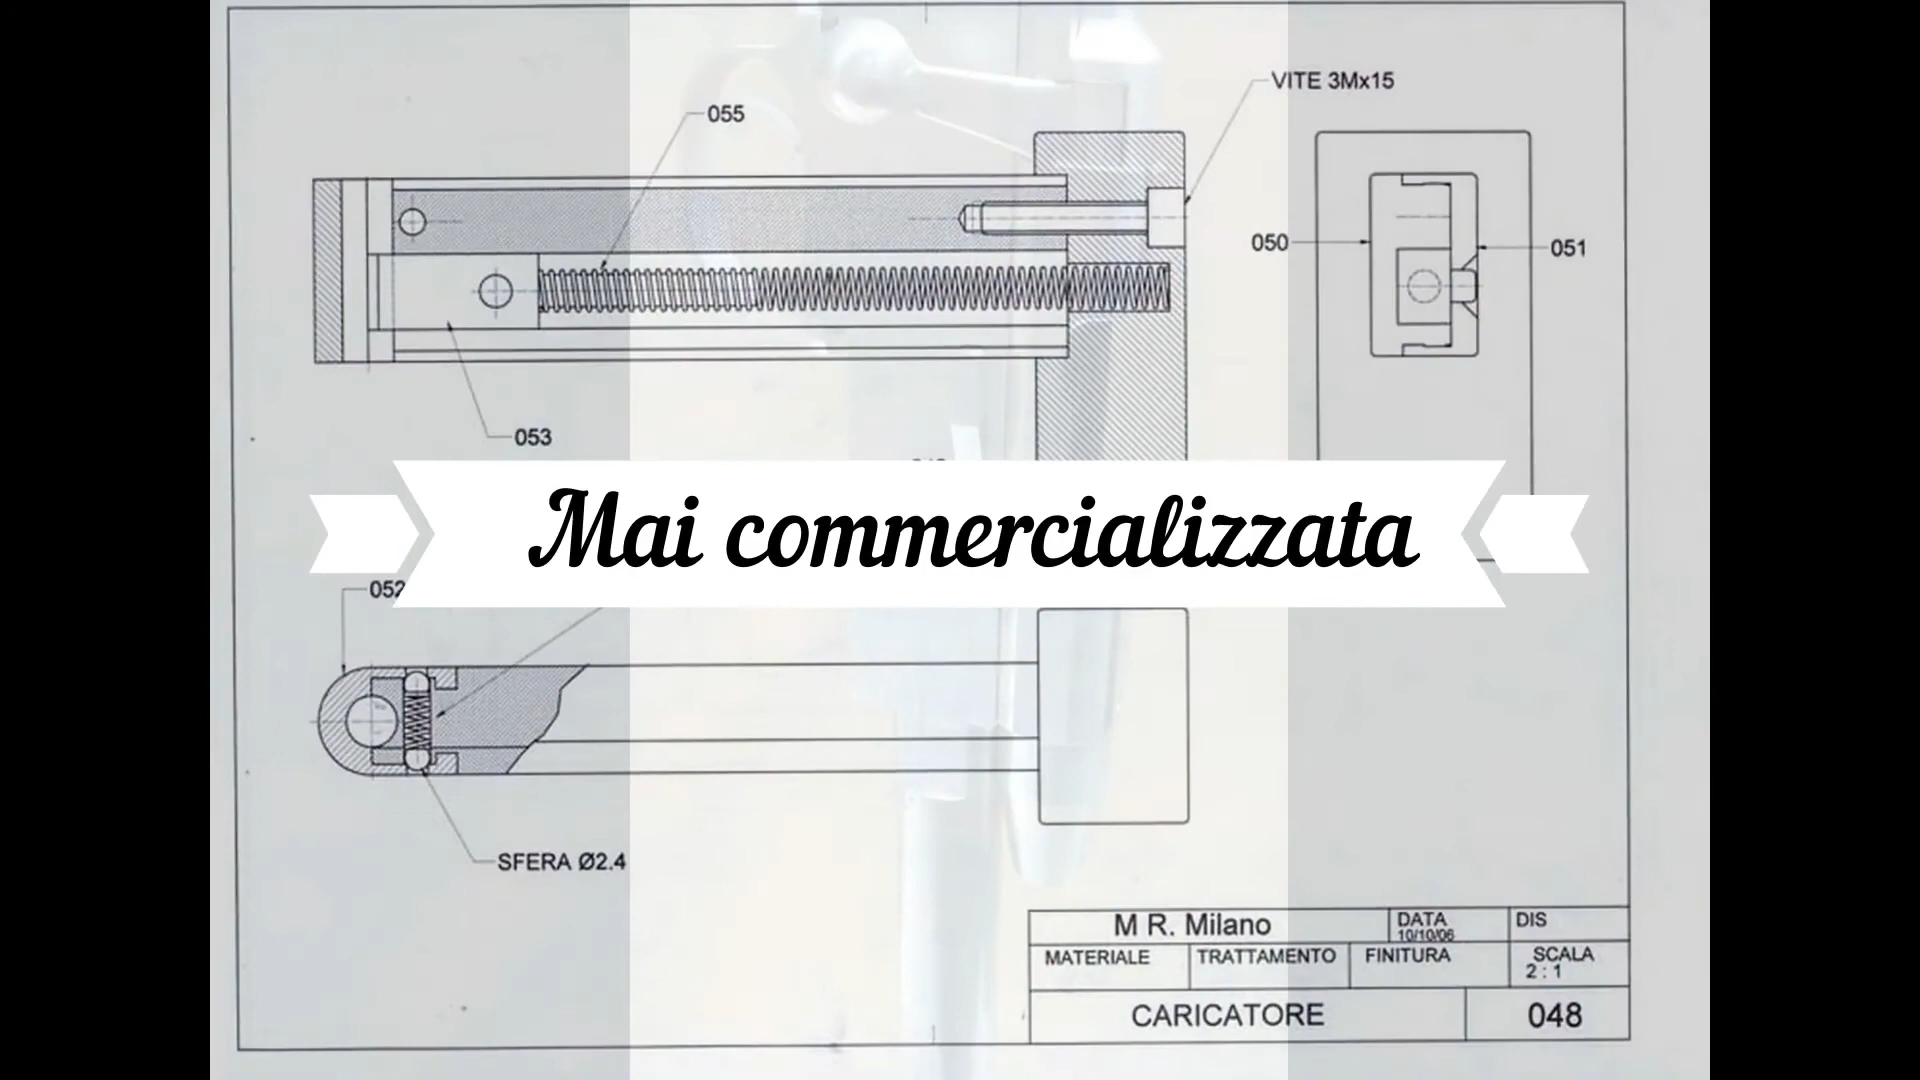 VITE 3Mx15
055
050
051
053
Mai commercializzata
052
SFERA Ø2.4
M R. Milano
DATA
10/10/06
DIS
MATERIALE
TRATTAMENTO
FINITURA
SCALA
2 : 1
CARICATORE
048